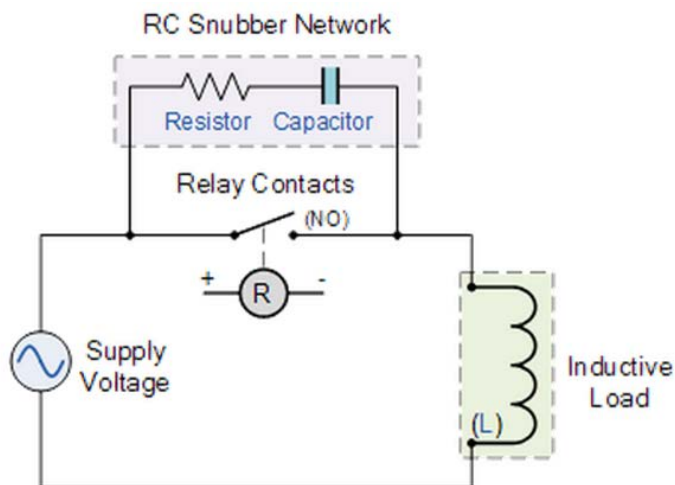 RC Snubber Network
Resistor Capacitor
Relay Contacts
(NO)
+ -
R
Supply
Voltage
Inductive
Load
(L)